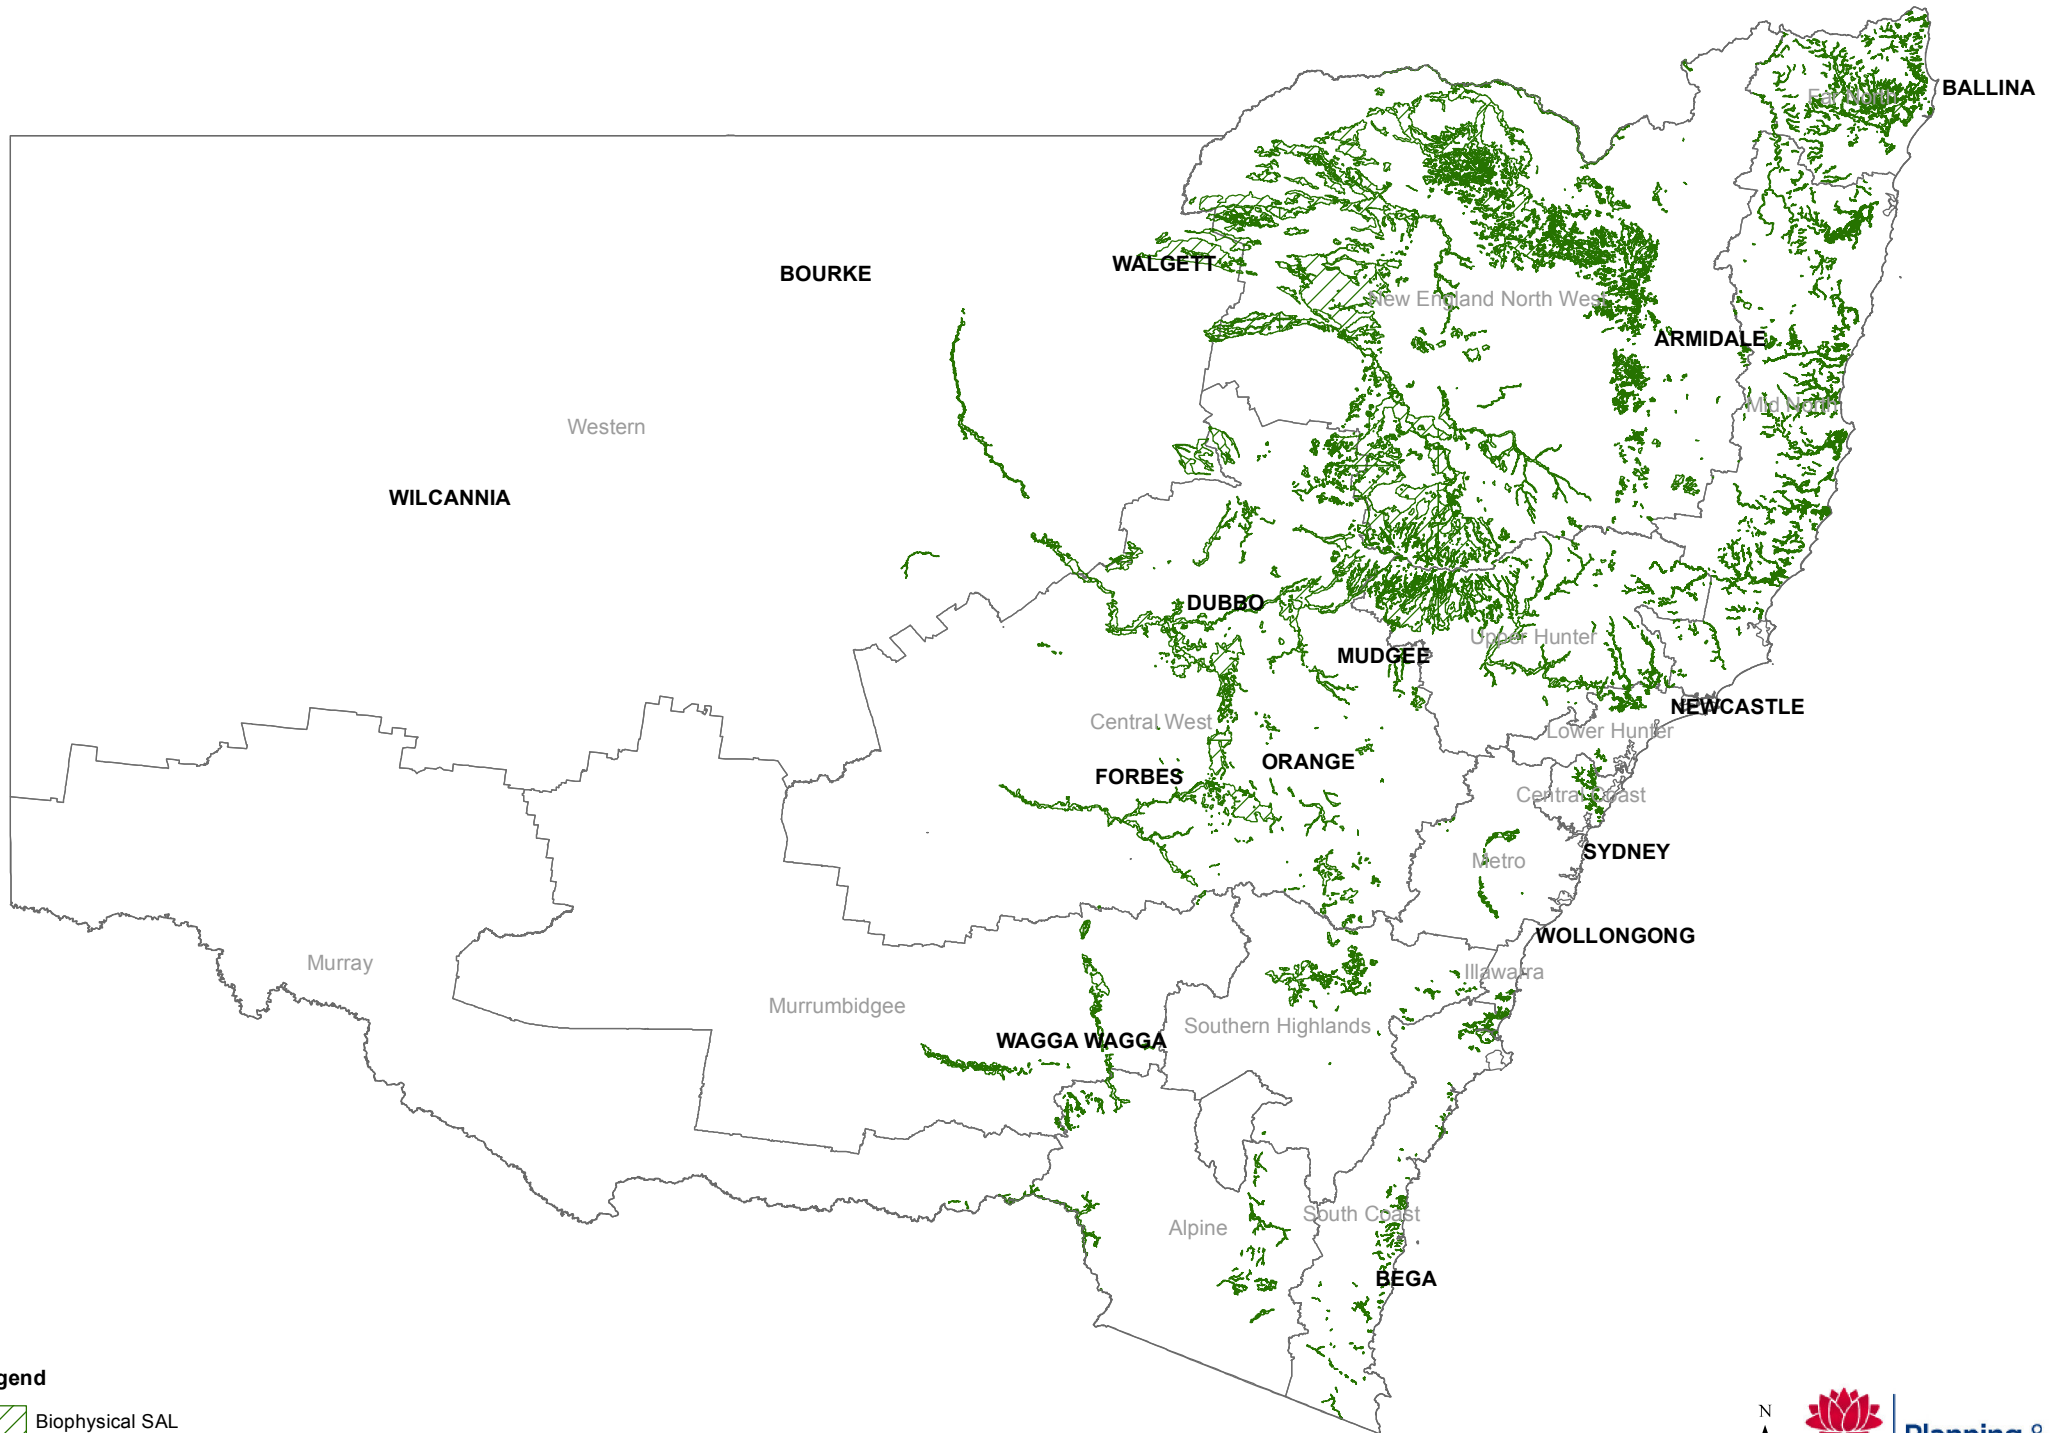 BALLINA
Far North
BOURKE
WALGETT
New England North West
ARMIDALE
Mid North
Western
WILCANNIA
DUBBO
Upper Hunter
MUDGEE
NEWCASTLE
Central West
Lower Hunter
ORANGE
FORBES
Central Coast
SYDNEY
Metro
WOLLONGONG
Murray
Illawarra
Murrumbidgee
Southern Highlands
WAGGA WAGGA
South Coast
Alpine
BEGA
gend
Biophysical SAL
N
Planning &